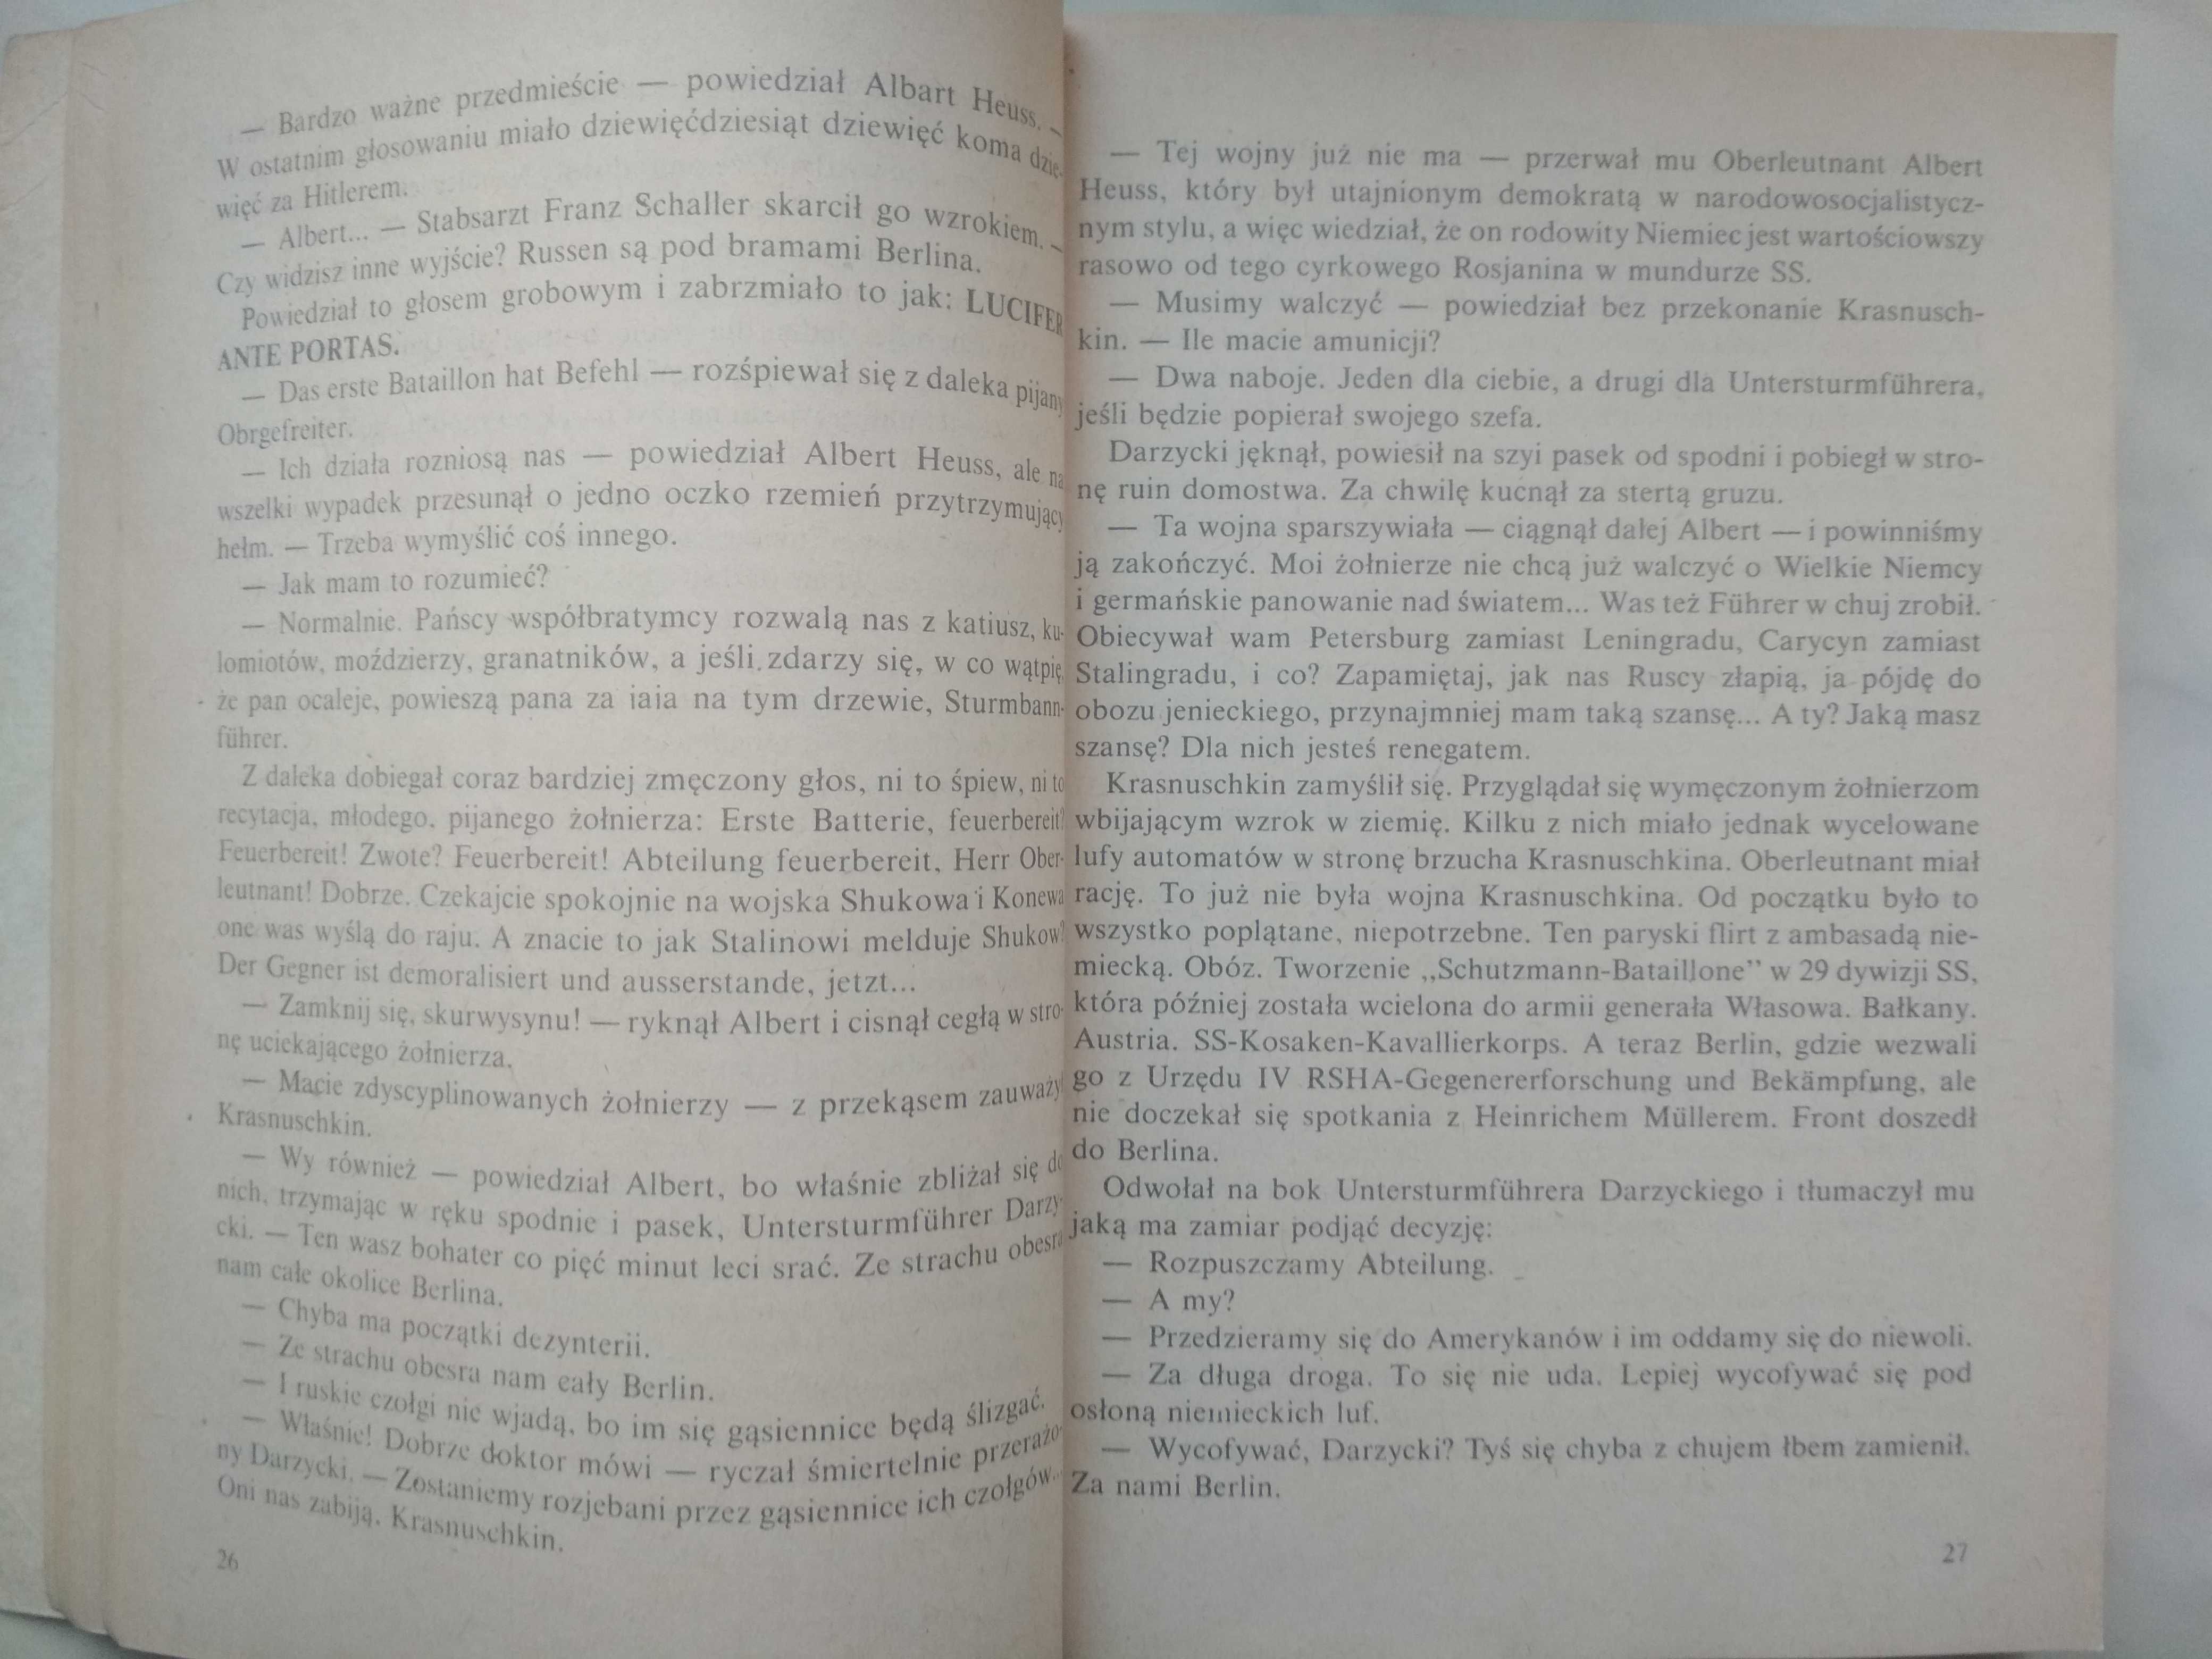 — Bardzo ważne przedmieście — powiedział Albart Heuss. —
W ostatnim głosowaniu miało dziewięćdziesiąt dziewięć koma dzie-
więć za Hitlerem.
— Albert... — Stabsarzt Franz Schaller skarcił go wzrokiem. —
Czy widzisz inne wyjście? Russen są pod bramami Berlina.
Powiedział to głosem grobowym i zabrzmiało to jak: LUCIFER
ANTE PORTAS.
— Das erste Bataillon hat Befehl — rozśpiewał się z daleka pijany
Obrgefreiter.
— Ich działa rozniosą nas — powiedział Albert Heuss, ale na
wszelki wypadek przesunął o jedno oczko rzemień przytrzymujący
hełm. — Trzeba wymyślić coś innego.
— Jak mam to rozumieć?
— Normalnie. Pańscy współbratymcy rozwalą nas z katiusz, ku-
lomiotów, moździerzy, granatników, a jeśli zdarzy się, w co wątpię,
że pan ocaleje, powieszą pana za iaia na tym drzewie, Sturmbann-
führer.
Z daleka dobiegał coraz bardziej zmęczony głos, ni to śpiew, ni to
recytacja, młodego, pijanego żołnierza: Erste Batterie, feuerbereit?
Feuerbereit! Zwote? Feuerbereit! Abteilung feuerbereit, Herr Ober-
leutnant! Dobrze. Czekajcie spokojnie na wojska Shukowa i Konewa
one was wyślą do raju. A znacie to jak Stalinowi melduje Shukow?
Der Gegner ist demoralisiert und ausserstande, jetzt...
— Zamknij się, skurwysynu! — ryknął Albert i cisnął cegłą w stro-
nę uciekającego żołnierza.
— Macie zdyscyplinowanych żołnierzy — z przekąsem zauważył
Krasnuschkin.
— Wy również — powiedział Albert, bo właśnie zbliżał się do
nich, trzymając w ręku spodnie i pasek, Untersturmführer Darzy-
cki. — Ten wasz bohater co pięć minut leci srać. Ze strachu obesra
nam całe okolice Berlina.
— Chyba ma początki dezynterii.
— Ze strachu obesra nam eały Berlin.
— I ruskie czołgi nie wjadą, bo im się gąsiennice będą ślizgać.
— Właśnie! Dobrze doktor mówi — ryczał śmiertelnie przerażo-
ny Darzycki. — Zostaniemy rozjebani przez gąsiennice ich czołgów...
Oni nas zabiją, Krasnuschkin.
26
— Tej wojny już nie ma — przerwał mu Oberleutnant Albert
Heuss, który był utajnionym demokratą w narodowosocjalistycz-
nym stylu, a więc wiedział, że on rodowity Niemiec jest wartościowszy
rasowo od tego cyrkowego Rosjanina w mundurze SS.
— Musimy walczyć — powiedział bez przekonanie Krasnusch-
kin. — Ile macie amunicji?
— Dwa naboje. Jeden dla ciebie, a drugi dla Untersturmführera,
jeśli będzie popierał swojego szefa.
Darzycki jęknął, powiesił na szyi pasek od spodni i pobiegł w stro-
nę ruin domostwa. Za chwilę kucnął za stertą gruzu.
— Ta wojna sparszywiała — ciągnął dalej Albert — i powinniśmy
ją zakończyć. Moi żołnierze nie chcą już walczyć o Wielkie Niemcy
i germańskie panowanie nad światem... Was też Führer w chuj zrobił.
Obiecywał wam Petersburg zamiast Leningradu, Carycyn zamiast
Stalingradu, i co? Zapamiętaj, jak nas Ruscy złapią, ja pójdę do
obozu jenieckiego, przynajmniej mam taką szansę... A ty? Jaką masz
szansę? Dla nich jesteś renegatem.
Krasnuschkin zamyślił się. Przyglądał się wymęczonym żołnierzom
wbijającym wzrok w ziemię. Kilku z nich miało jednak wycelowane
lufy automatów w stronę brzucha Krasnuschkina. Oberleutnant miał
rację. To już nie była wojna Krasnuschkina. Od początku było to
wszystko poplątane, niepotrzebne. Ten paryski flirt z ambasadą nie-
miecką. Obóz. Tworzenie „Schutzmann-Bataillone" w 29 dywizji SS,
która później została wcielona do armii generała Własowa. Bałkany.
Austria. SS-Kosaken-Kavallierkorps. A teraz Berlin, gdzie wezwali
go z Urzędu IV RSHA-Gegenererforschung und Bekämpfung, ale
nie doczekał się spotkania z Heinrichem Müllerem. Front doszedł
do Berlina.
Odwołał na bok Untersturmführera Darzyckiego i tłumaczył mu
jaką ma zamiar podjąć decyzję:
— Rozpuszczamy Abteilung.
— A my?
— Przedzieramy się do Amerykanów i im oddamy się do niewoli.
— Za długa droga. To się nie uda. Lepiej wycofywać się pod
osłoną niemieckich luf.
— Wycofywać, Darzycki? Tyś się chyba z chujem łbem zamienił.
Za nami Berlin.
27